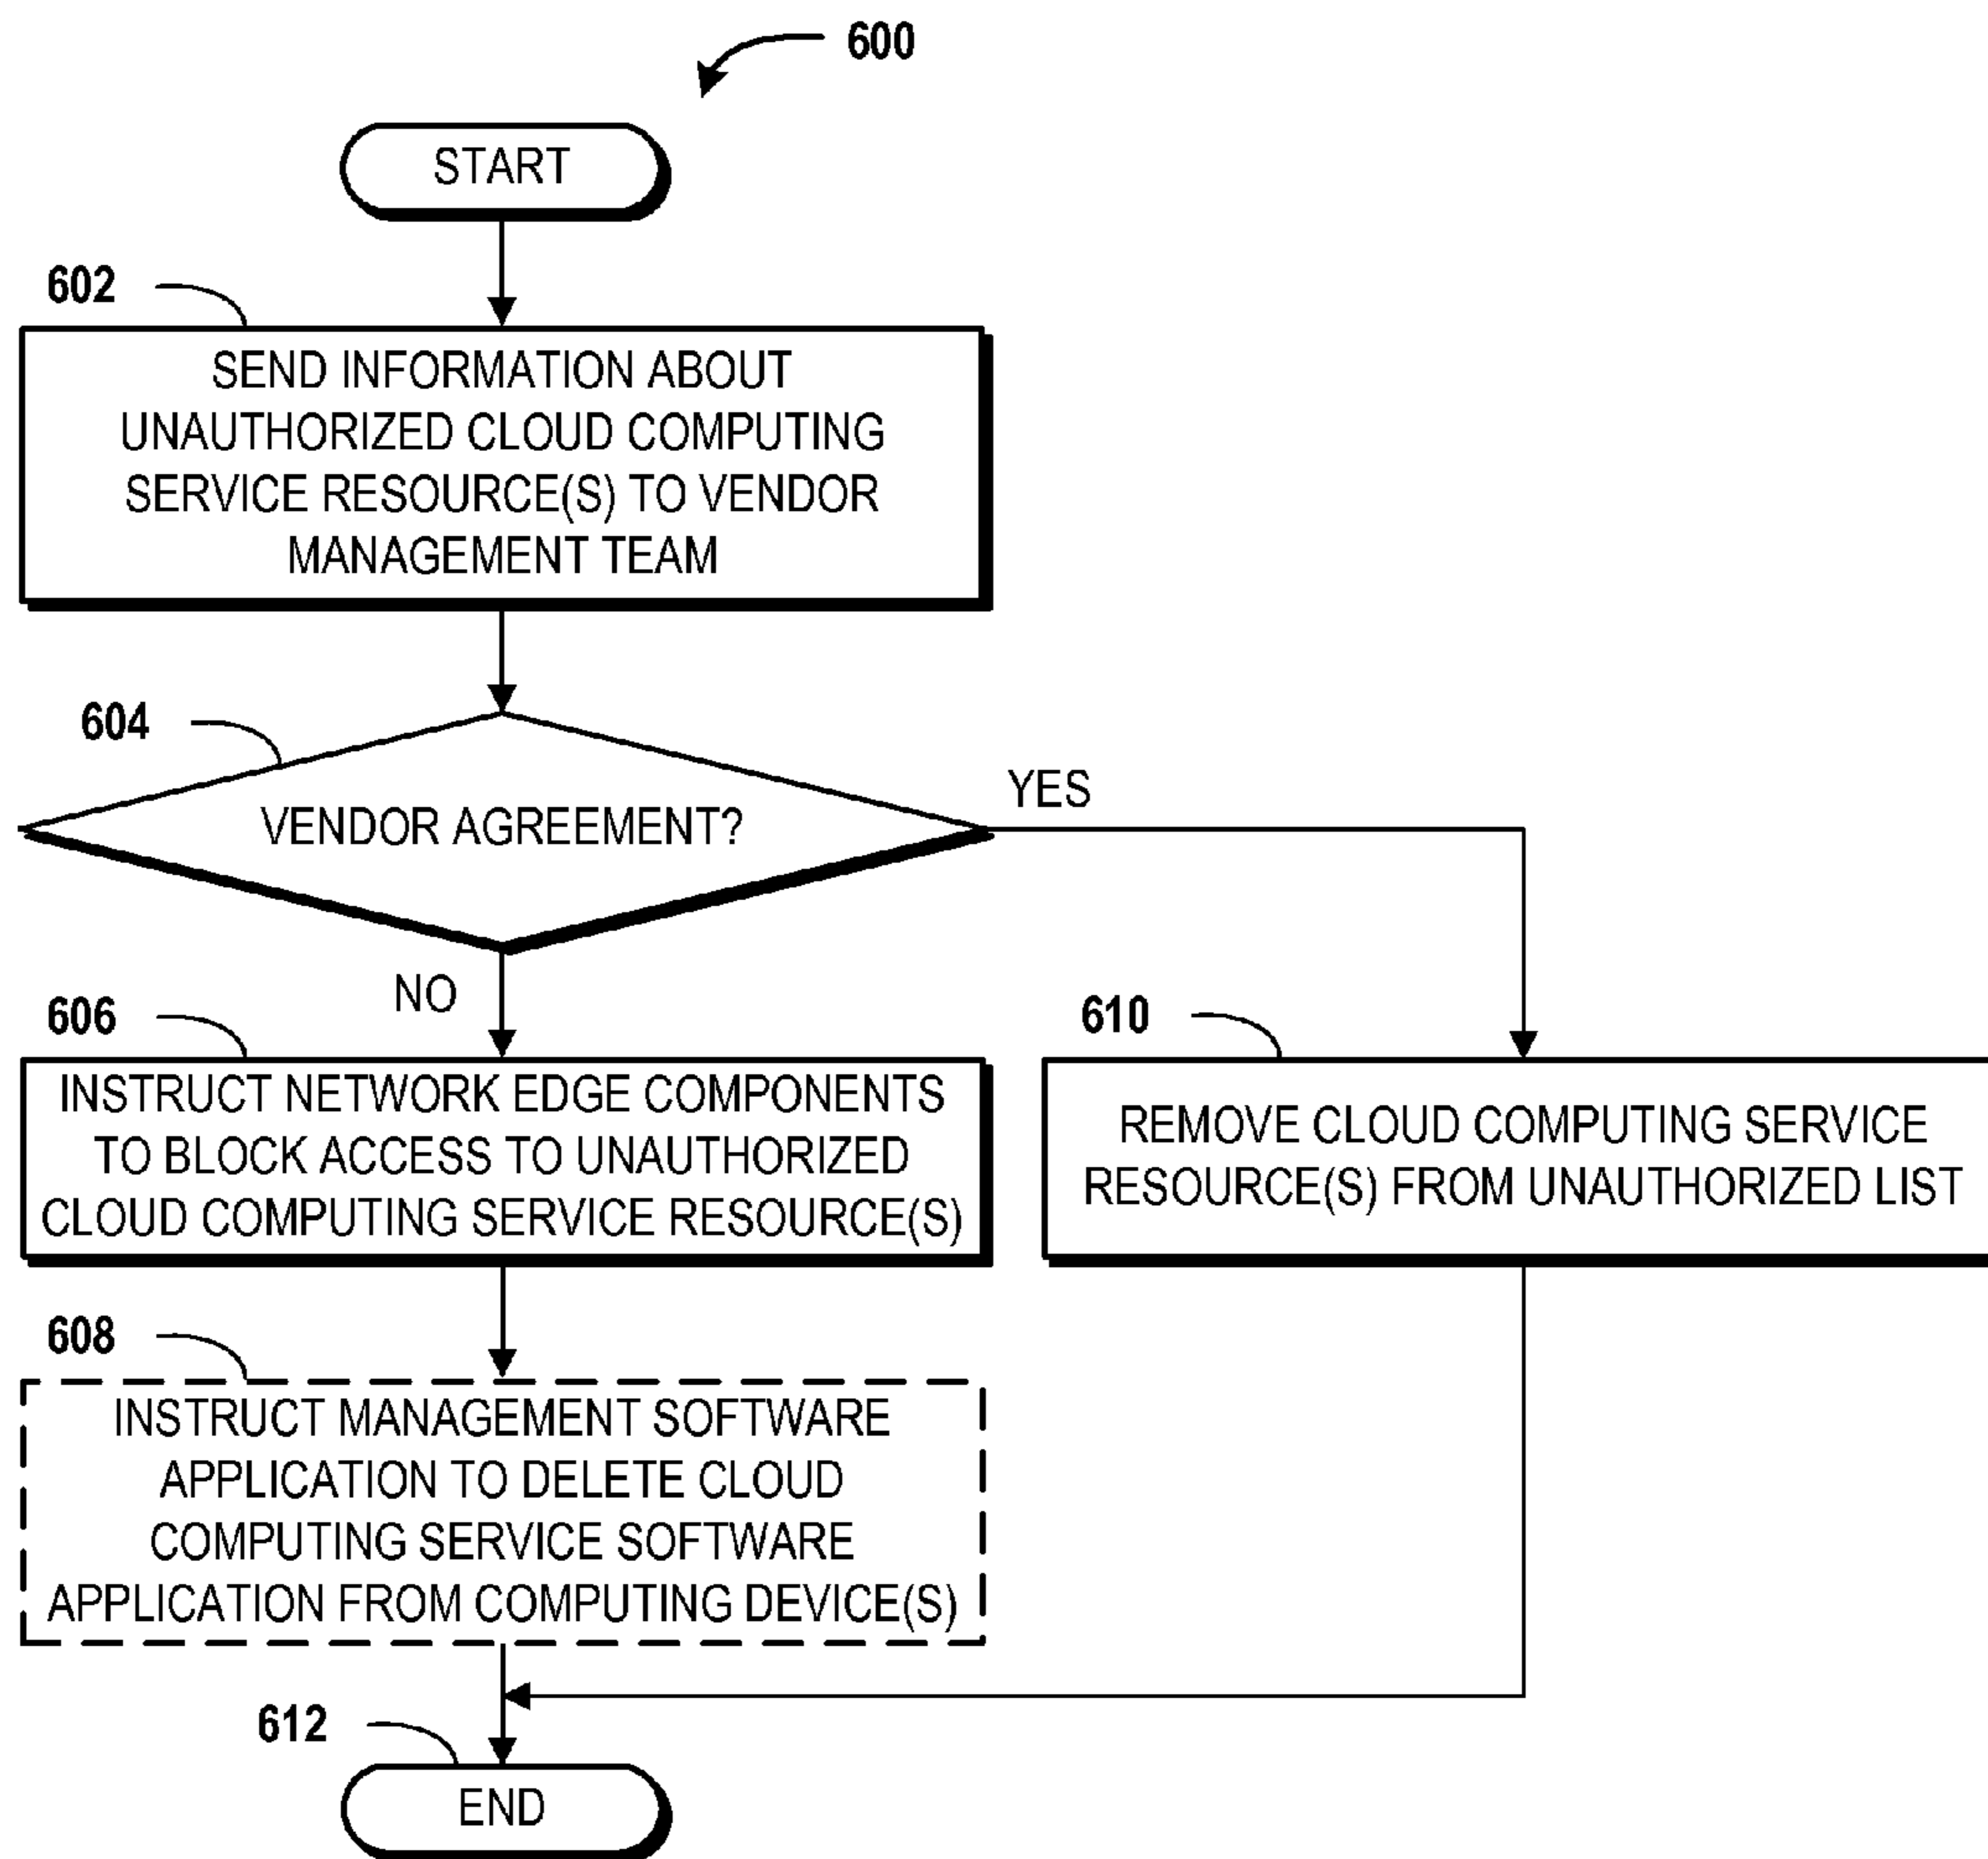 600
START
602
SEND INFORMATION ABOUT
UNAUTHORIZED CLOUD COMPUTING
SERVICE RESOURCE(S) TO VENDOR
MANAGEMENT TEAM
604
VENDOR AGREEMENT?
YES
NO
606
INSTRUCT NETWORK EDGE COMPONENTS
TO BLOCK ACCESS TO UNAUTHORIZED
CLOUD COMPUTING SERVICE RESOURCE(S)
610
REMOVE CLOUD COMPUTING SERVICE
RESOURCE(S) FROM UNAUTHORIZED LIST
608
INSTRUCT MANAGEMENT SOFTWARE
APPLICATION TO DELETE CLOUD
COMPUTING SERVICE SOFTWARE
APPLICATION FROM COMPUTING DEVICE(S)
612
END